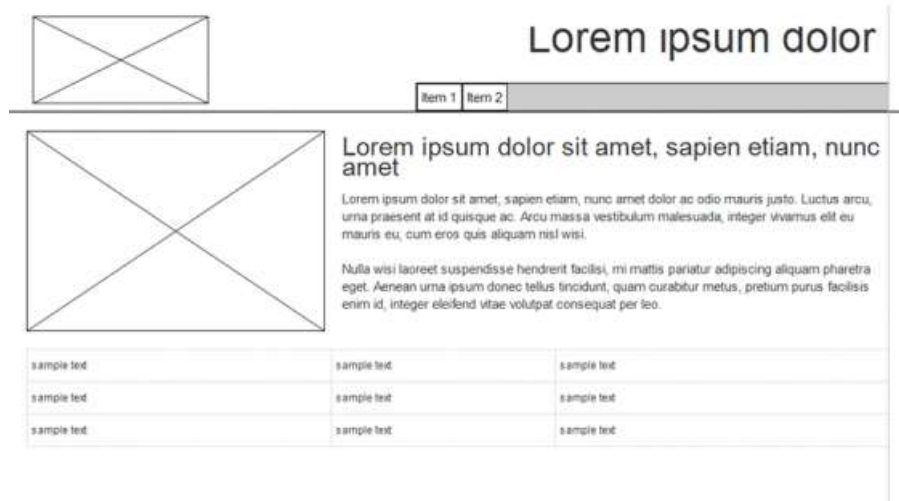 Lorem ipsum dolor
Item 1 Item 2
Lorem ipsum dolor sit amet, sapien etiam, nunc
amet
Lorem ipsum dolor sit amet, sapien etiam, nunc amet dolor ac odio mauris justo. Luctus arcu,
urna praesent at id quisque ac. Arcu massa vestibulum malesuada, integer vivamus elit eu
mauris eu, cum eros quis aliquam nisl wisi.
Nulla wisi laoreet suspendisse hendrerit facilisi, mi mattis pariatur adipiscing aliquam pharetra
eget. Aenean urna ipsum donec tellus tincidunt, quam curabitur metus, pretium purus facilisis
enim id, integer eleifend vitae volutpat consequat per leo.
sample text sample text sample text
sample text sample text sample text
sample text sample text sample text